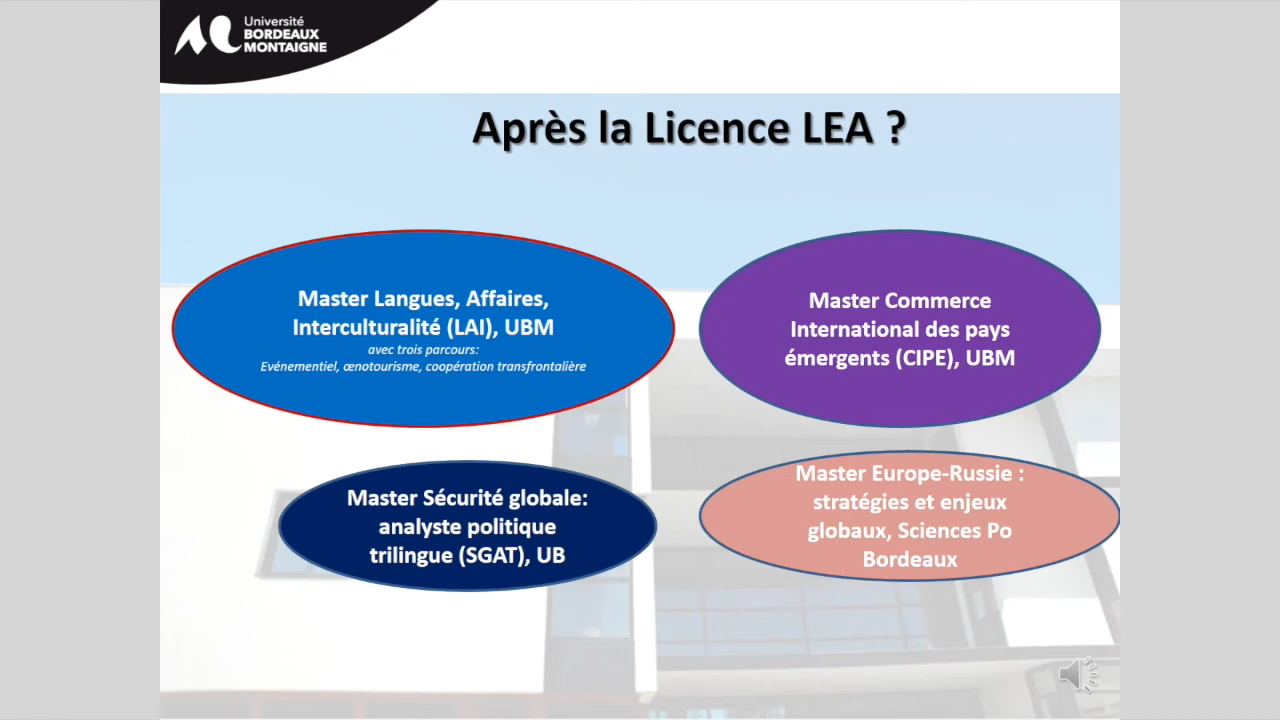 Université
BORDEAUX
MONTAIGNE
Après la Licence LEA ?
Master Langues, Affaires,
Interculturalité (LAI), UBM
avec trois parcours:
Evénementiel, œnotourisme, coopération transfrontalière
Master Commerce
International des pays
émergents (CIPE), UBM
Master Sécurité globale:
analyste politique
trilingue (SGAT), UB
Master Europe-Russie :
stratégies et enjeux
globaux, Sciences Po
Bordeaux